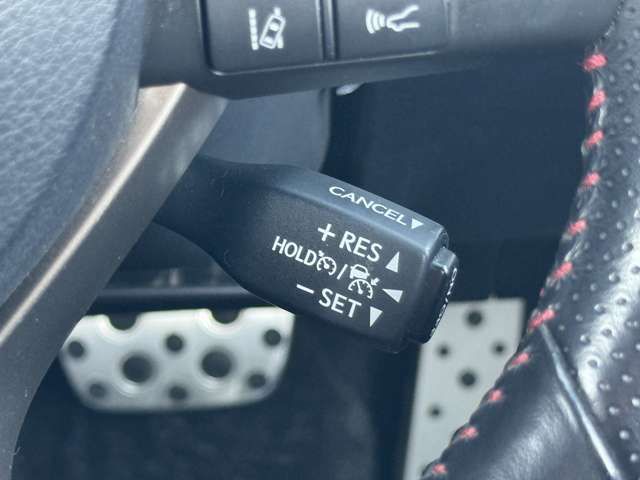 CANCEL▼
+ RES ▲
HOLD /
− SET ▼